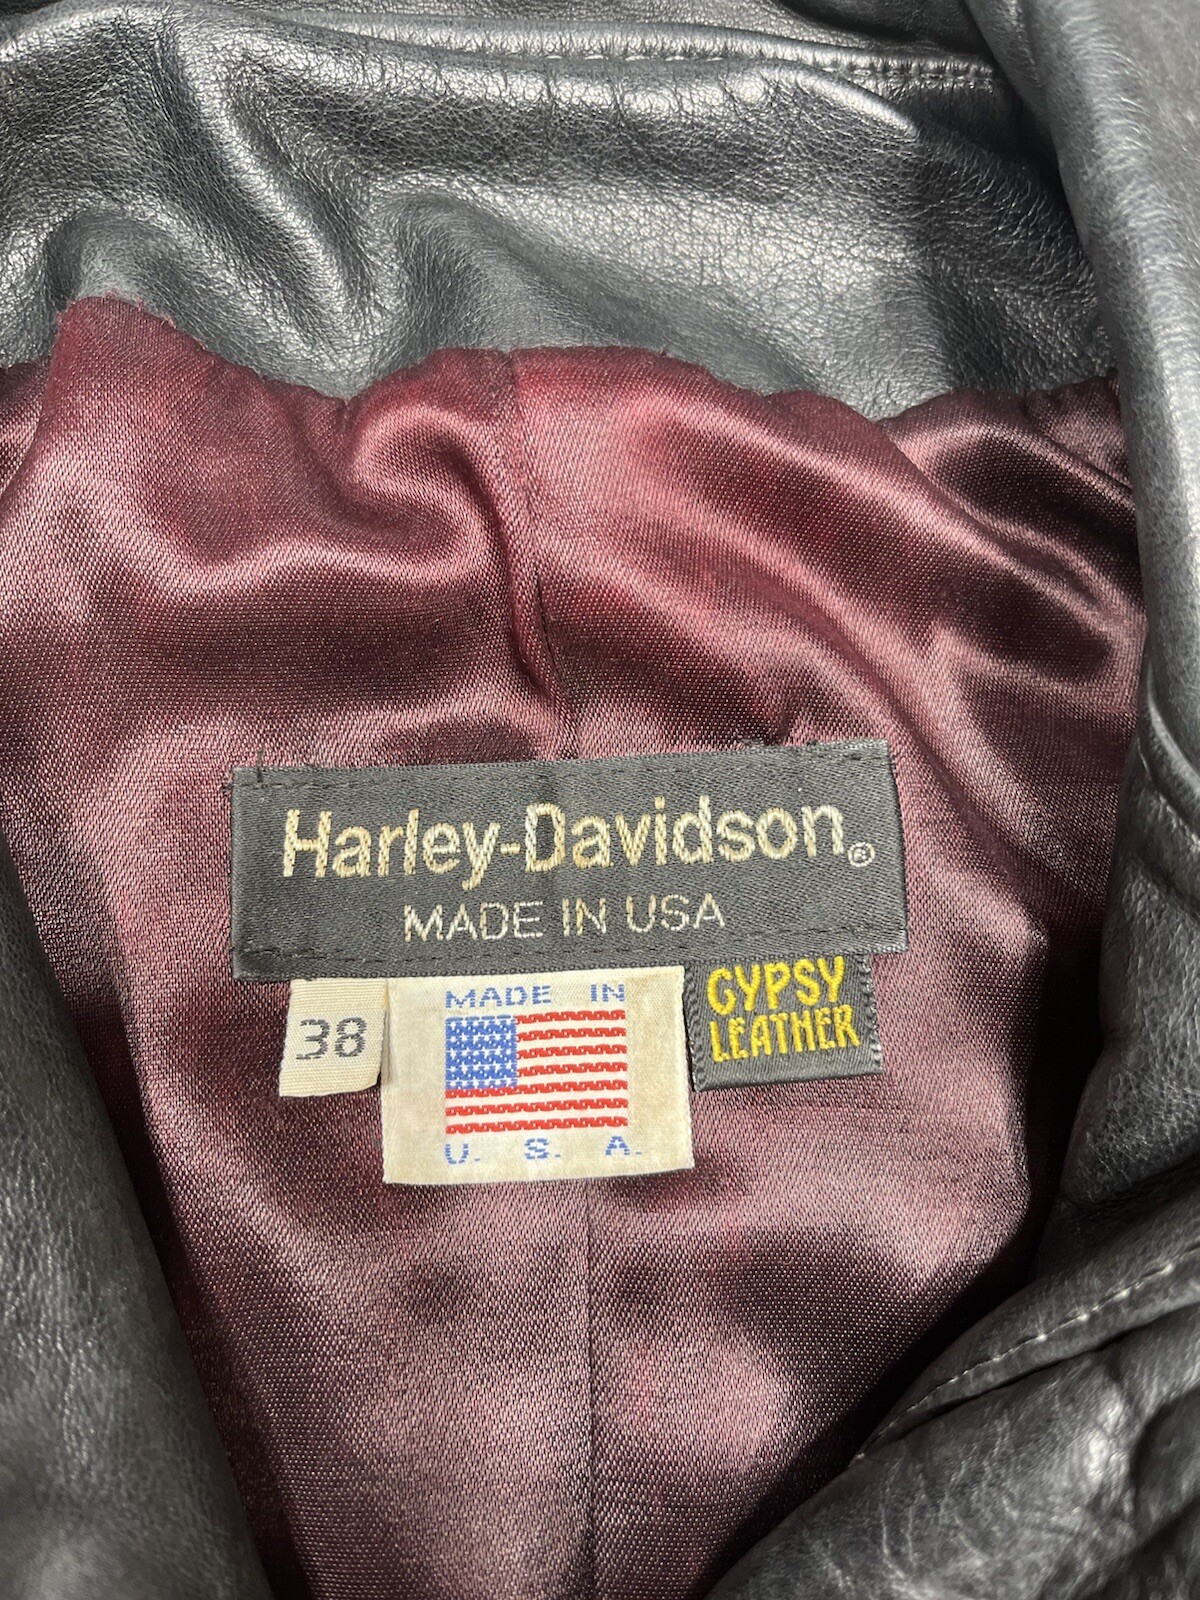 Harley-Davidson®
MADE IN USA
38
MADE IN
U. S. A.
GYPSY
LEATHER